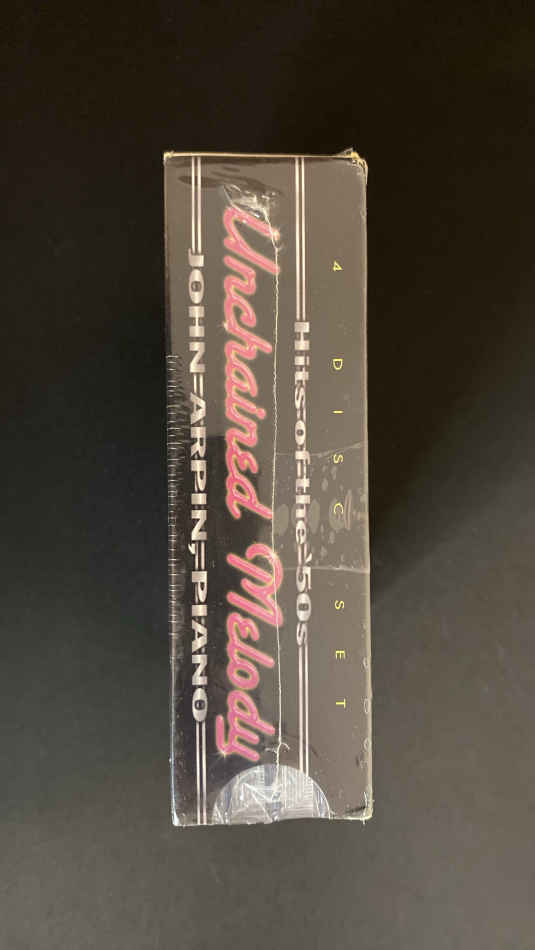 4 DISC SET
Hits of the '50s
Unchained Melody
JOHN ARPIN, PIANO